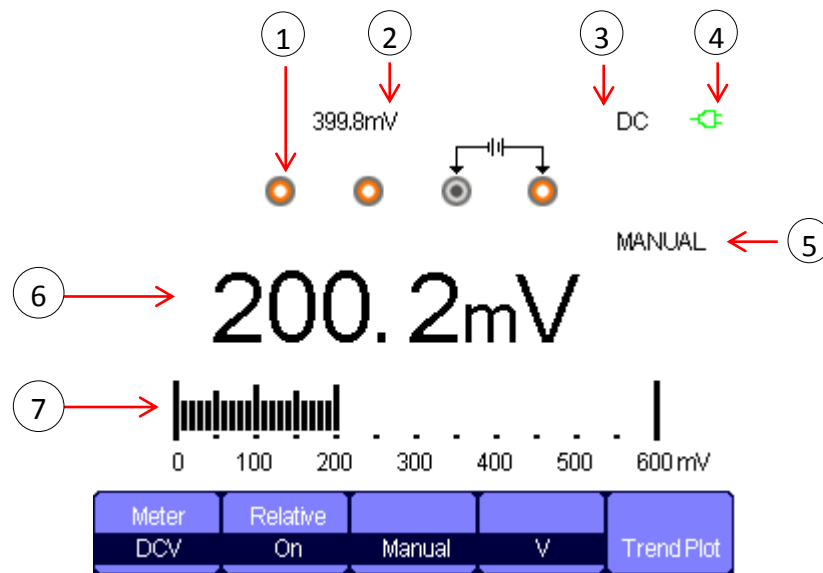 1 2 3 4
399.8mV DC
MANUAL 5
6 200.2mV
7
0 100 200 300 400 500 600 mV
Meter Relative
DCV On Manual V Trend Plot